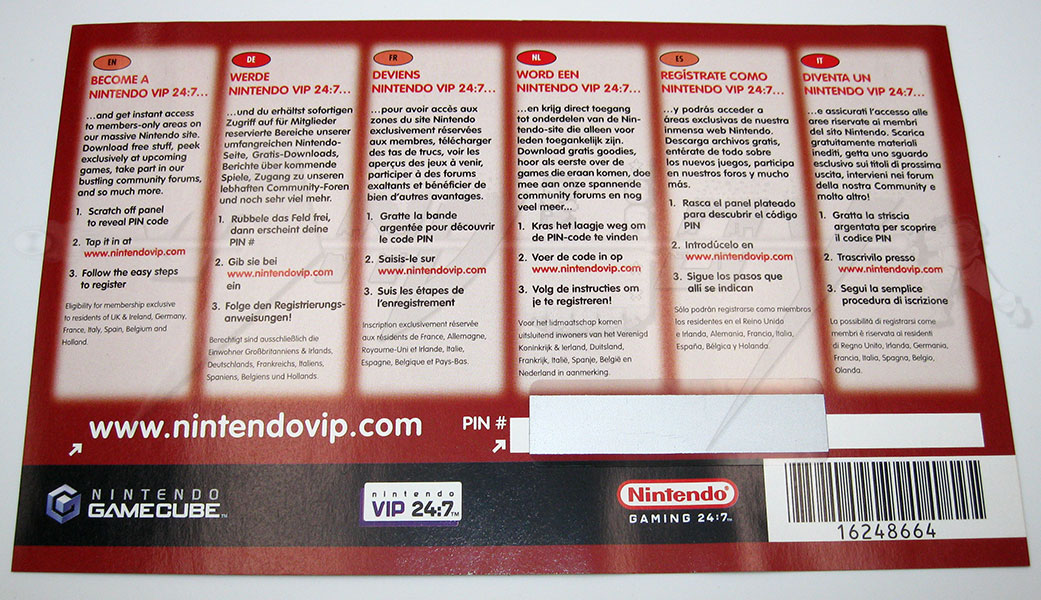 EN
BECOME A
NINTENDO VIP 24:7...
...and get instant access
to members-only areas on
our massive Nintendo site.
Download free stuff, peek
exclusively at upcoming
games, take part in our
bustling community forums,
and so much more.
1. Scratch off panel
to reveal PIN code
2. Tap it in at
www.nintendovip.com
3. Follow the easy steps
to register
Eligibility for membership exclusive
to residents of UK & Ireland, Germany,
France, Italy, Spain, Belgium and
Holland.
DE
WERDE
NINTENDO VIP 24:7...
...und du erhältst sofortigen
Zugriff auf für Mitglieder
reservierte Bereiche unserer
umfangreichen Nintendo-
Seite, Gratis-Downloads,
Berichte über kommende
Spiele, Zugang zu unseren
lebhaften Community-Foren
und noch sehr viel mehr.
1. Rubbele das Feld frei,
dann erscheint deine
PIN #
2. Gib sie bei
www.nintendovip.com
ein
3. Folge den Registrierungs-
anweisungen!
Berechtigt sind ausschließlich die
Einwohner Großbritanniens & Irlands,
Deutschlands, Frankreichs, Italiens,
Spaniens, Belgiens und Hollands.
FR
DEVIENS
NINTENDO VIP 24:7...
...pour avoir accès aux
zones du site Nintendo
exclusivement réservées
aux membres, télécharger
des tas de trucs, voir les
aperçus des jeux à venir,
participer à des forums
exaltants et bénéficier de
bien d'autres avantages.
1. Gratte la bande
argentée pour découvrir
le code PIN
2. Saisis-le sur
www.nintendovip.com
3. Suis les étapes de
l'enregistrement
Inscription exclusivement réservée
aux résidents de France, Allemagne,
Royaume-Uni et Irlande, Italie,
Espagne, Belgique et Pays-Bas.
NL
WORD EEN
NINTENDO VIP 24:7...
...en krijg direct toegang
tot onderdelen van de Nin-
tendo-site die alleen voor
leden toegankelijk zijn.
Download gratis goodies,
hoor als eerste over de
games die eraan komen, doe
mee aan onze spannende
community forums en nog
veel meer...
1. Kras het laagje weg om
de PIN-code te vinden
2. Voer de code in op
www.nintendovip.com
3. Volg de instructies om
je te registreren!
Voor het lidmaatschap komen
uitsluitend inwoners van het Verenigd
Koninkrijk & Ierland, Duitsland,
Frankrijk, Italië, Spanje, België en
Nederland in aanmerking.
ES
REGÍSTRATE COMO
NINTENDO VIP 24:7...
...y podrás acceder a
áreas exclusivas de nuestra
inmensa web Nintendo.
Descarga archivos gratis,
entérate de todo sobre
los nuevos juegos, participa
en nuestros foros y mucho
más.
1. Rasca el panel plateado
para descubrir el código
PIN
2. Introdúcelo en
www.nintendovip.com
3. Sigue los pasos que
allí se indican
Sólo podrán registrarse como miembros
los residentes en el Reino Unido
e Irlanda, Alemania, Francia, Italia,
España, Bélgica y Holanda.
IT
DIVENTA UN
NINTENDO VIP 24:7...
...e assicurati l'accesso alle
aree riservate ai membri
del sito Nintendo. Scarica
gratuitamente materiali
inediti, getta uno sguardo
esclusivo sui titoli di prossima
uscita, intervieni nei forum
della nostra Community e
molto altro!
1. Gratta la striscia
argentata per scoprire
il codice PIN
2. Trascrivilo presso
www.nintendovip.com
3. Segui la semplice
procedura di iscrizione
La possibilità di registrarsi come
membri è riservata ai residenti
di Regno Unito, Irlanda, Germania,
Francia, Italia, Spagna, Belgio,
Olanda.
www.nintendovip.com
PIN #
NINTENDO
GAMECUBE™
nintendo
VIP 24:7™
Nintendo®
GAMING 24:7™
16248664